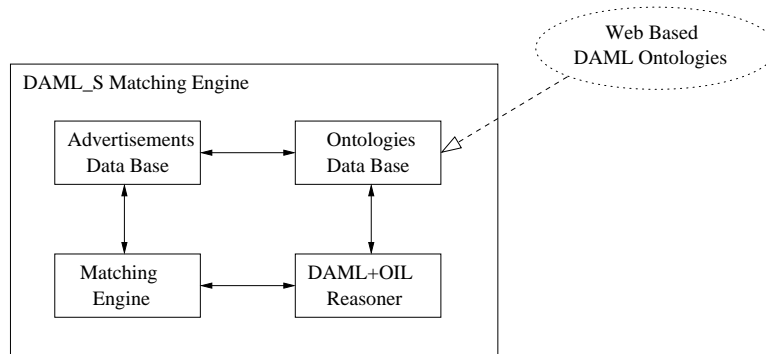 Web Based
DAML Ontologies
DAML_S Matching Engine
Advertisements
Data Base
Ontologies
Data Base
Matching
Engine
DAML+OIL
Reasoner